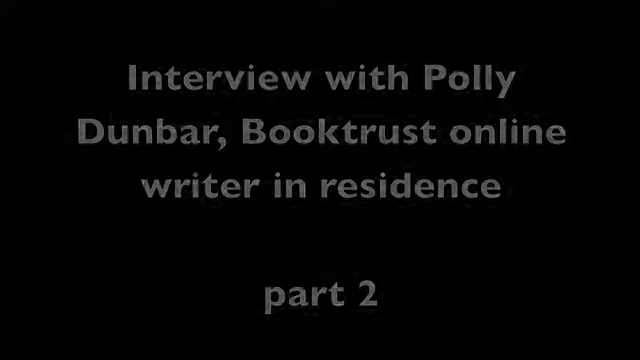 Interview with Polly
Dunbar, Booktrust online
writer in residence
part 2